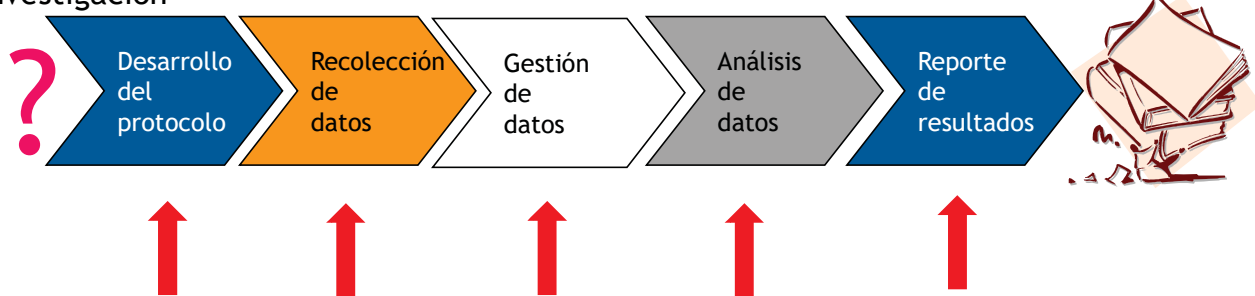 ?
Desarrollo
del
protocolo
Recolección
de
datos
Gestión
de
datos
Análisis
de
datos
Reporte
de
resultados